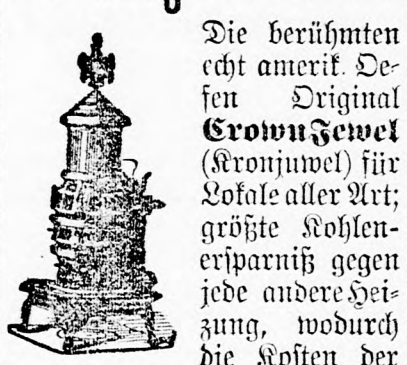 Die berühmten
echt amerik. Oe-
fen Original
Crown Jewel
(Kronjuwel) für
Lokale aller Art;
größte Kohlen-
ersparniß gegen
jede andere Hei-
zung, wodurch
die Kosten der